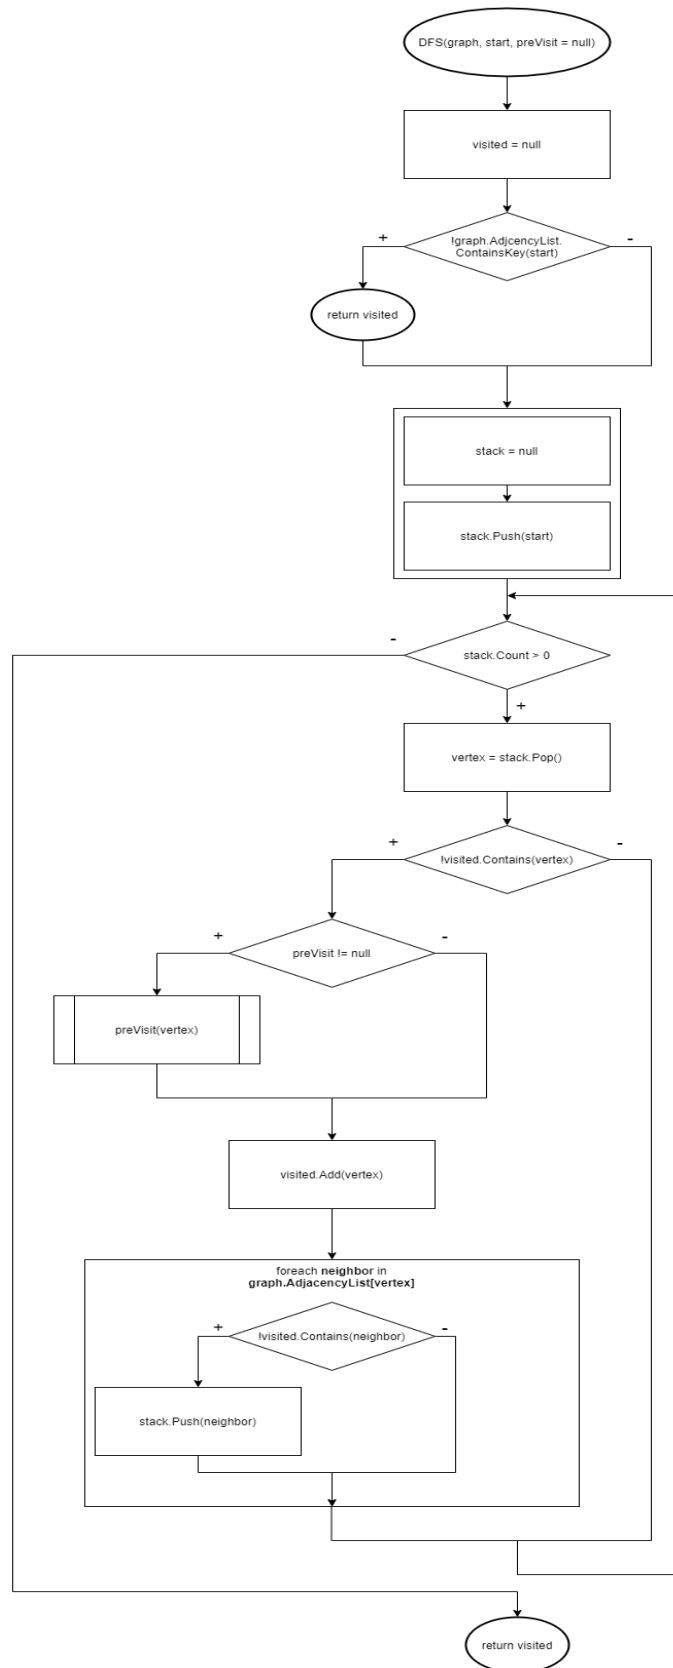 DFS(graph, start, preVisit = null)
visited = null
+
!graph.AdjcencyList.
ContainsKey(start)
-
return visited
stack = null
stack.Push(start)
-
stack.Count > 0
+
vertex = stack.Pop()
+
!visited.Contains(vertex)
-
+
preVisit != null
-
preVisit(vertex)
visited.Add(vertex)
foreach neighbor in
graph.AdjacencyList[vertex]
+
!visited.Contains(neighbor)
-
stack.Push(neighbor)
return visited